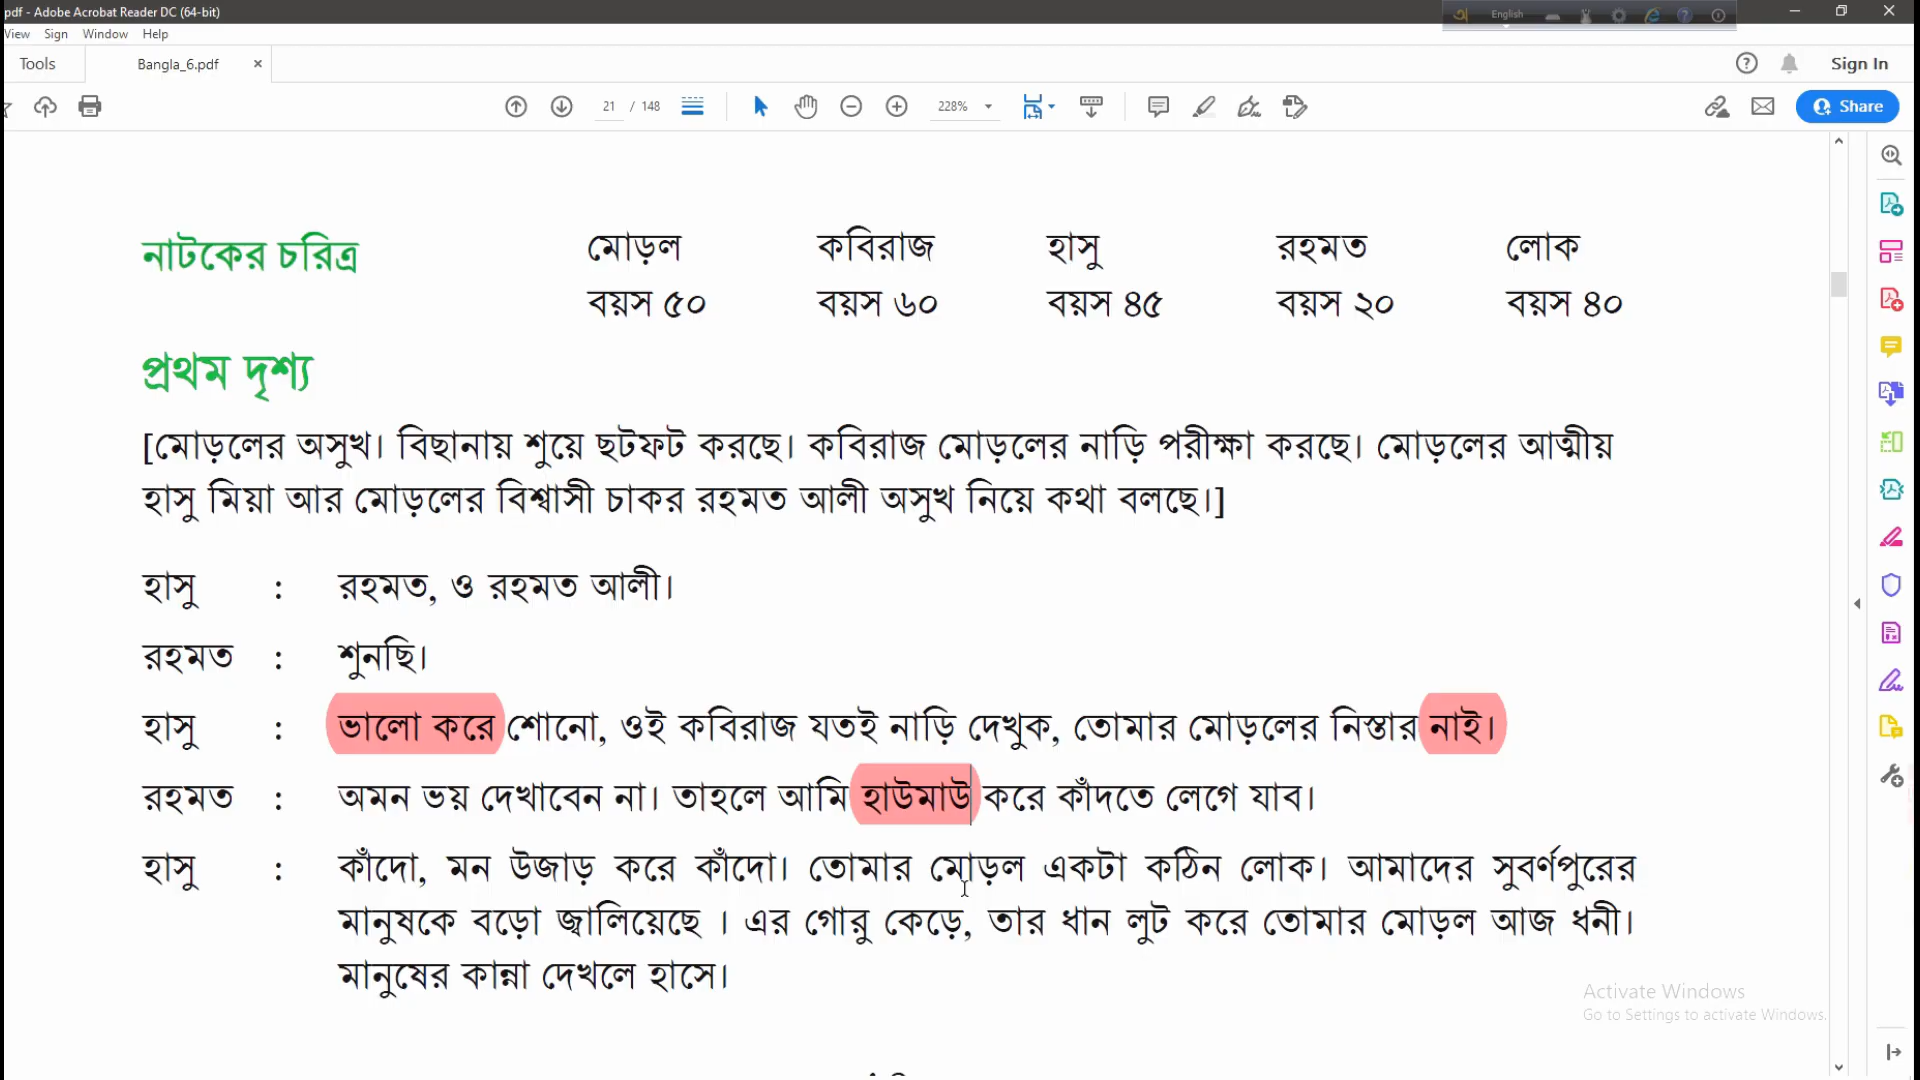 pdf - Adobe Acrobat Reader DC (64-bit)
English
View Sign Window Help
Tools Bangla_6.pdf Sign In
21 / 148 228% Share
নাটকের চরিত্র মোড়ল কবিরাজ হাসু রহমত লোক
বয়স ৫০ বয়স ৬০ বয়স ৪৫ বয়স ২০ বয়স ৪০
প্রথম দৃশ্য
[মোড়লের অসুখ। বিছানায় শুয়ে ছটফট করছে। কবিরাজ মোড়লের নাড়ি পরীক্ষা করছে। মোড়লের আত্মীয়
হাসু মিয়া আর মোড়লের বিশ্বাসী চাকর রহমত আলী অসুখ নিয়ে কথা বলছে।]
হাসু : রহমত, ও রহমত আলী।
রহমত : শুনছি।
হাসু : ভালো করে শোনো, ওই কবিরাজ যতই নাড়ি দেখুক, তোমার মোড়লের নিস্তার নাই।
রহমত : অমন ভয় দেখাবেন না। তাহলে আমি হাউমাউ করে কাঁদতে লেগে যাব।
হাসু : কাঁদো, মন উজাড় করে কাঁদো। তোমার মোড়ল একটা কঠিন লোক। আমাদের সুবর্ণপুরের
মানুষকে বড়ো জ্বালিয়েছে । এর গোরু কেড়ে, তার ধান লুট করে তোমার মোড়ল আজ ধনী।
মানুষের কান্না দেখলে হাসে।
Activate Windows
Go to Settings to activate Windows.